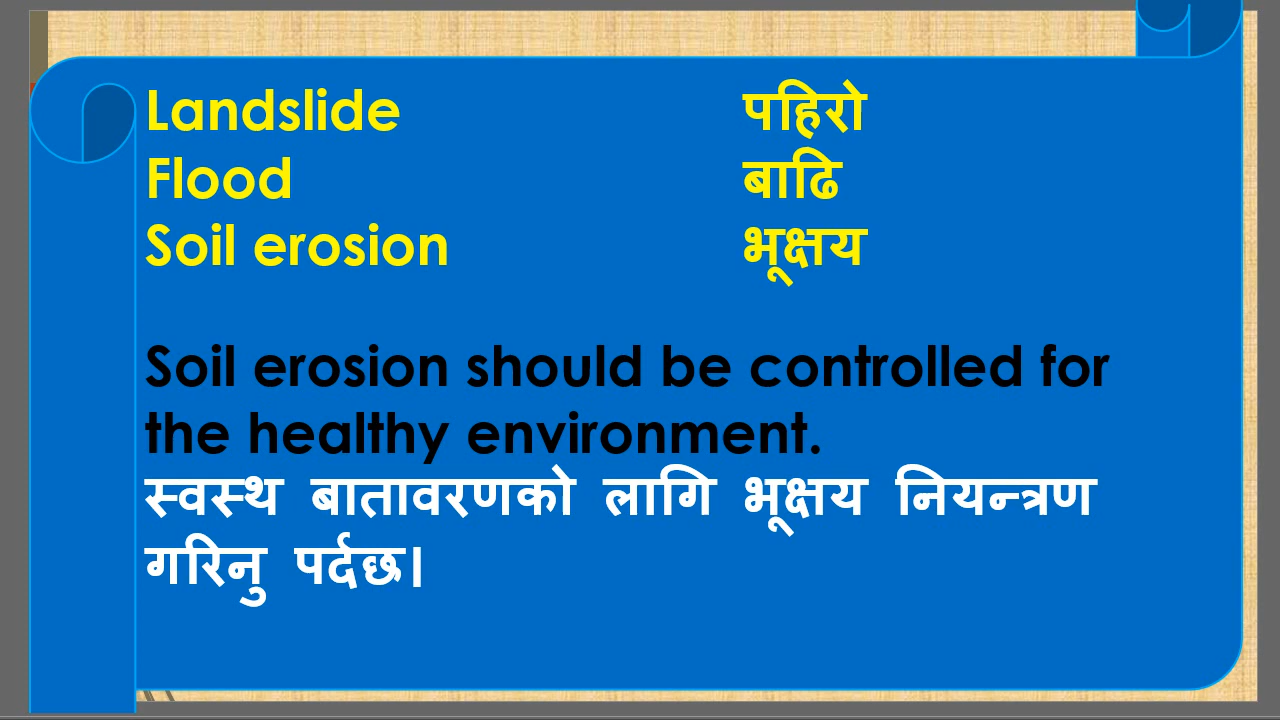 Landslide पहिरो
Flood बाढि
Soil erosion भूक्षय
Soil erosion should be controlled for
the healthy environment.
स्वस्थ बातावरणको लागि भूक्षय नियन्त्रण
गरिनु पर्दछ।